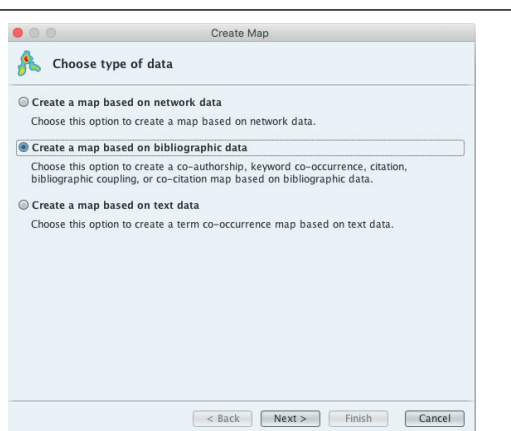 Create Map
Choose type of data
Create a map based on network data
Choose this option to create a map based on network data.
Create a map based on bibliographic data
Choose this option to create a co-authorship, keyword co-occurrence, citation,
bibliographic coupling, or co-citation map based on bibliographic data.
Create a map based on text data
Choose this option to create a term co-occurrence map based on text data.
< Back Next > Finish Cancel